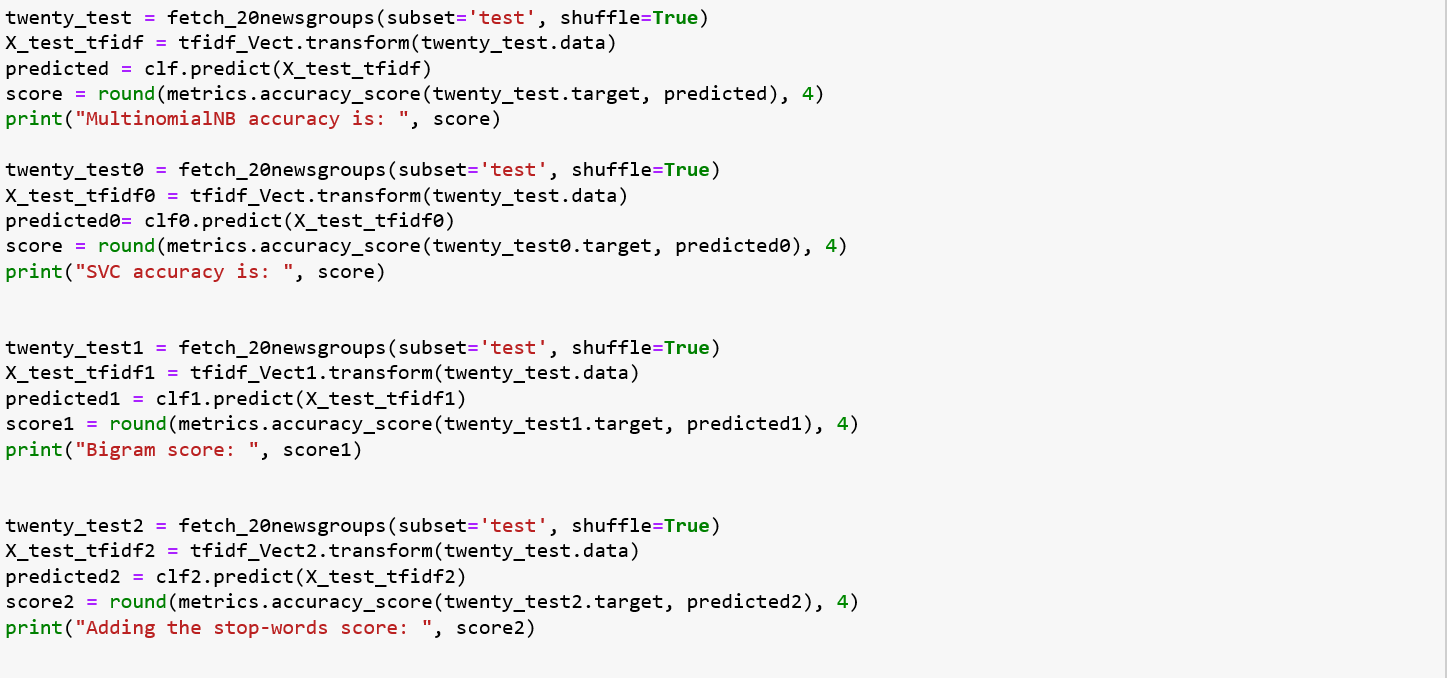 twenty_test = fetch_20newsgroups(subset='test', shuffle=True)
X_test_tfidf = tfidf_Vect.transform(twenty_test.data)
predicted = clf.predict(X_test_tfidf)
score = round(metrics.accuracy_score(twenty_test.target, predicted), 4)
print("MultinomialNB accuracy is: ", score)
twenty_test0 = fetch_20newsgroups(subset='test', shuffle=True)
X_test_tfidf0 = tfidf_Vect.transform(twenty_test.data)
predicted0= clf0.predict(X_test_tfidf0)
score = round(metrics.accuracy_score(twenty_test0.target, predicted0), 4)
print("SVC accuracy is: ", score)
twenty_test1 = fetch_20newsgroups(subset='test', shuffle=True)
X_test_tfidf1 = tfidf_Vect1.transform(twenty_test.data)
predicted1 = clf1.predict(X_test_tfidf1)
score1 = round(metrics.accuracy_score(twenty_test1.target, predicted1), 4)
print("Bigram score: ", score1)
twenty_test2 = fetch_20newsgroups(subset='test', shuffle=True)
X_test_tfidf2 = tfidf_Vect2.transform(twenty_test.data)
predicted2 = clf2.predict(X_test_tfidf2)
score2 = round(metrics.accuracy_score(twenty_test2.target, predicted2), 4)
print("Adding the stop-words score: ", score2)